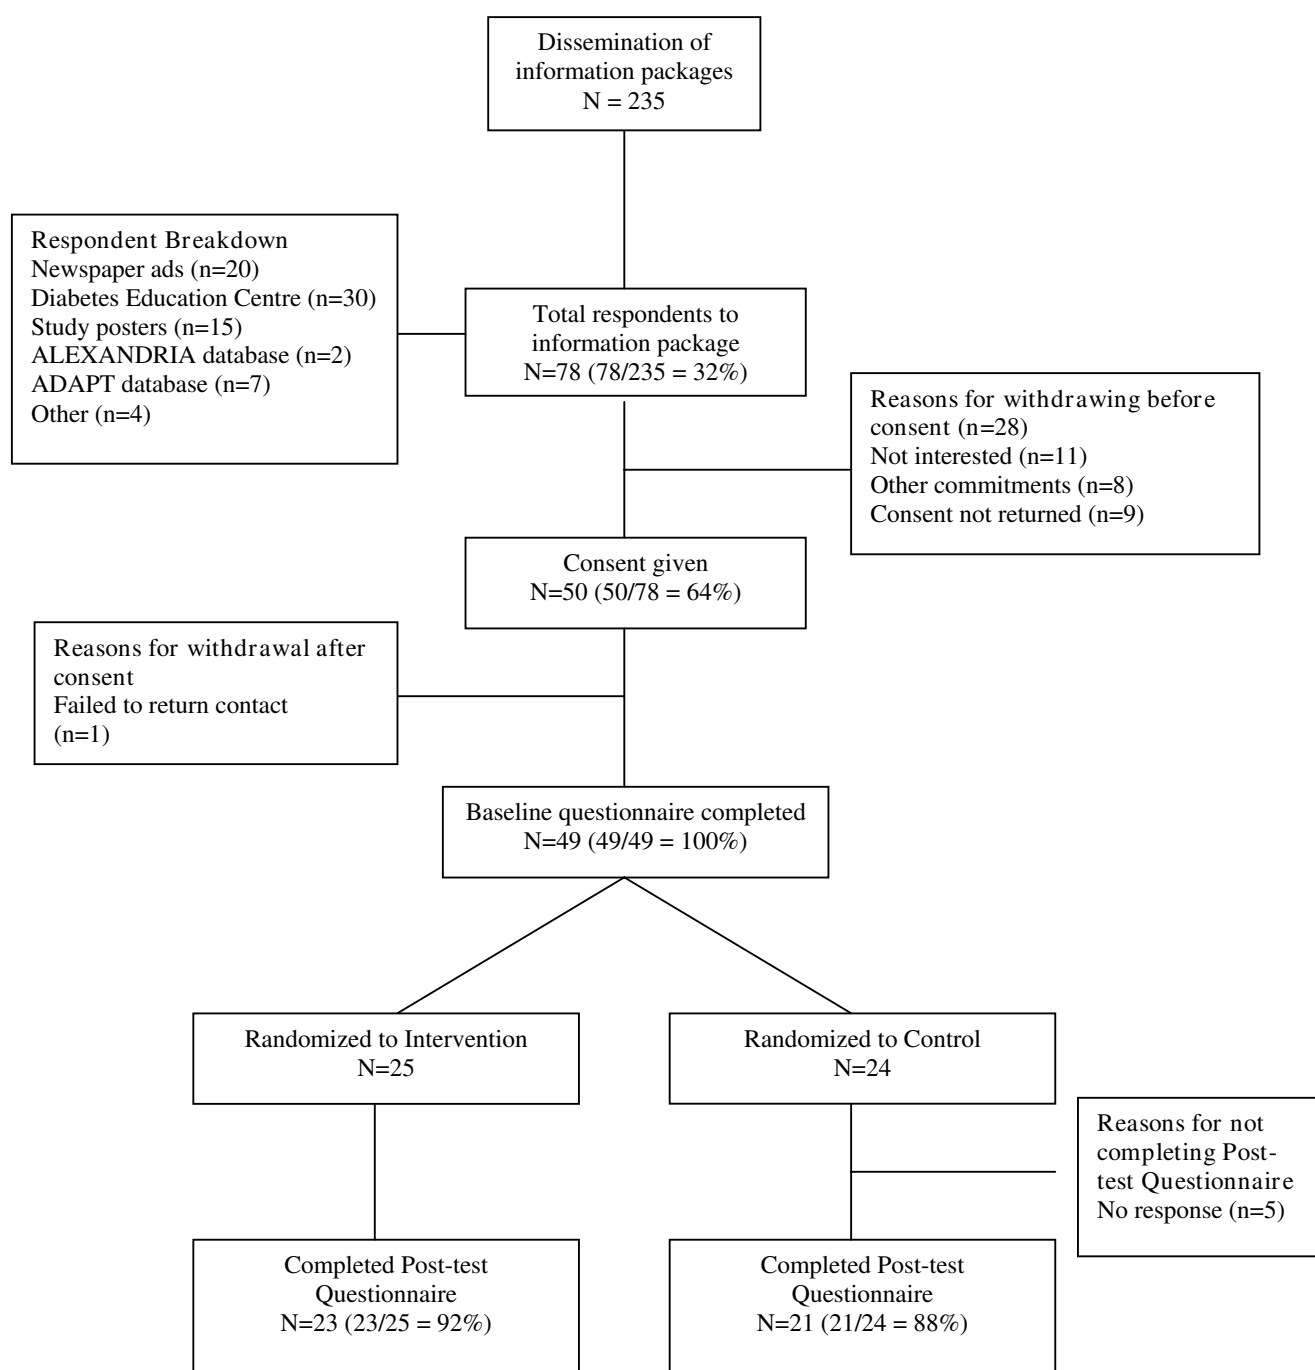 Dissemination of
information packages
N = 235
Respondent Breakdown
Newspaper ads (n=20)
Diabetes Education Centre (n=30)
Study posters (n=15)
ALEXANDRIA database (n=2)
ADAPT database (n=7)
Other (n=4)
Total respondents to
information package
N=78 (78/235 = 32%)
Reasons for withdrawing before
consent (n=28)
Not interested (n=11)
Other commitments (n=8)
Consent not returned (n=9)
Consent given
N=50 (50/78 = 64%)
Reasons for withdrawal after
consent
Failed to return contact
(n=1)
Baseline questionnaire completed
N=49 (49/49 = 100%)
Randomized to Intervention
N=25
Randomized to Control
N=24
Reasons for not
completing Post-
test Questionnaire
No response (n=5)
Completed Post-test
Questionnaire
N=23 (23/25 = 92%)
Completed Post-test
Questionnaire
N=21 (21/24 = 88%)